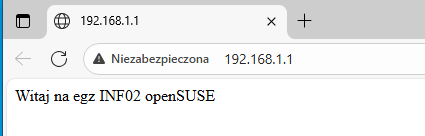 192.168.1.1
Niezabezpieczona 192.168.1.1
Witaj na egz INF02 openSUSE